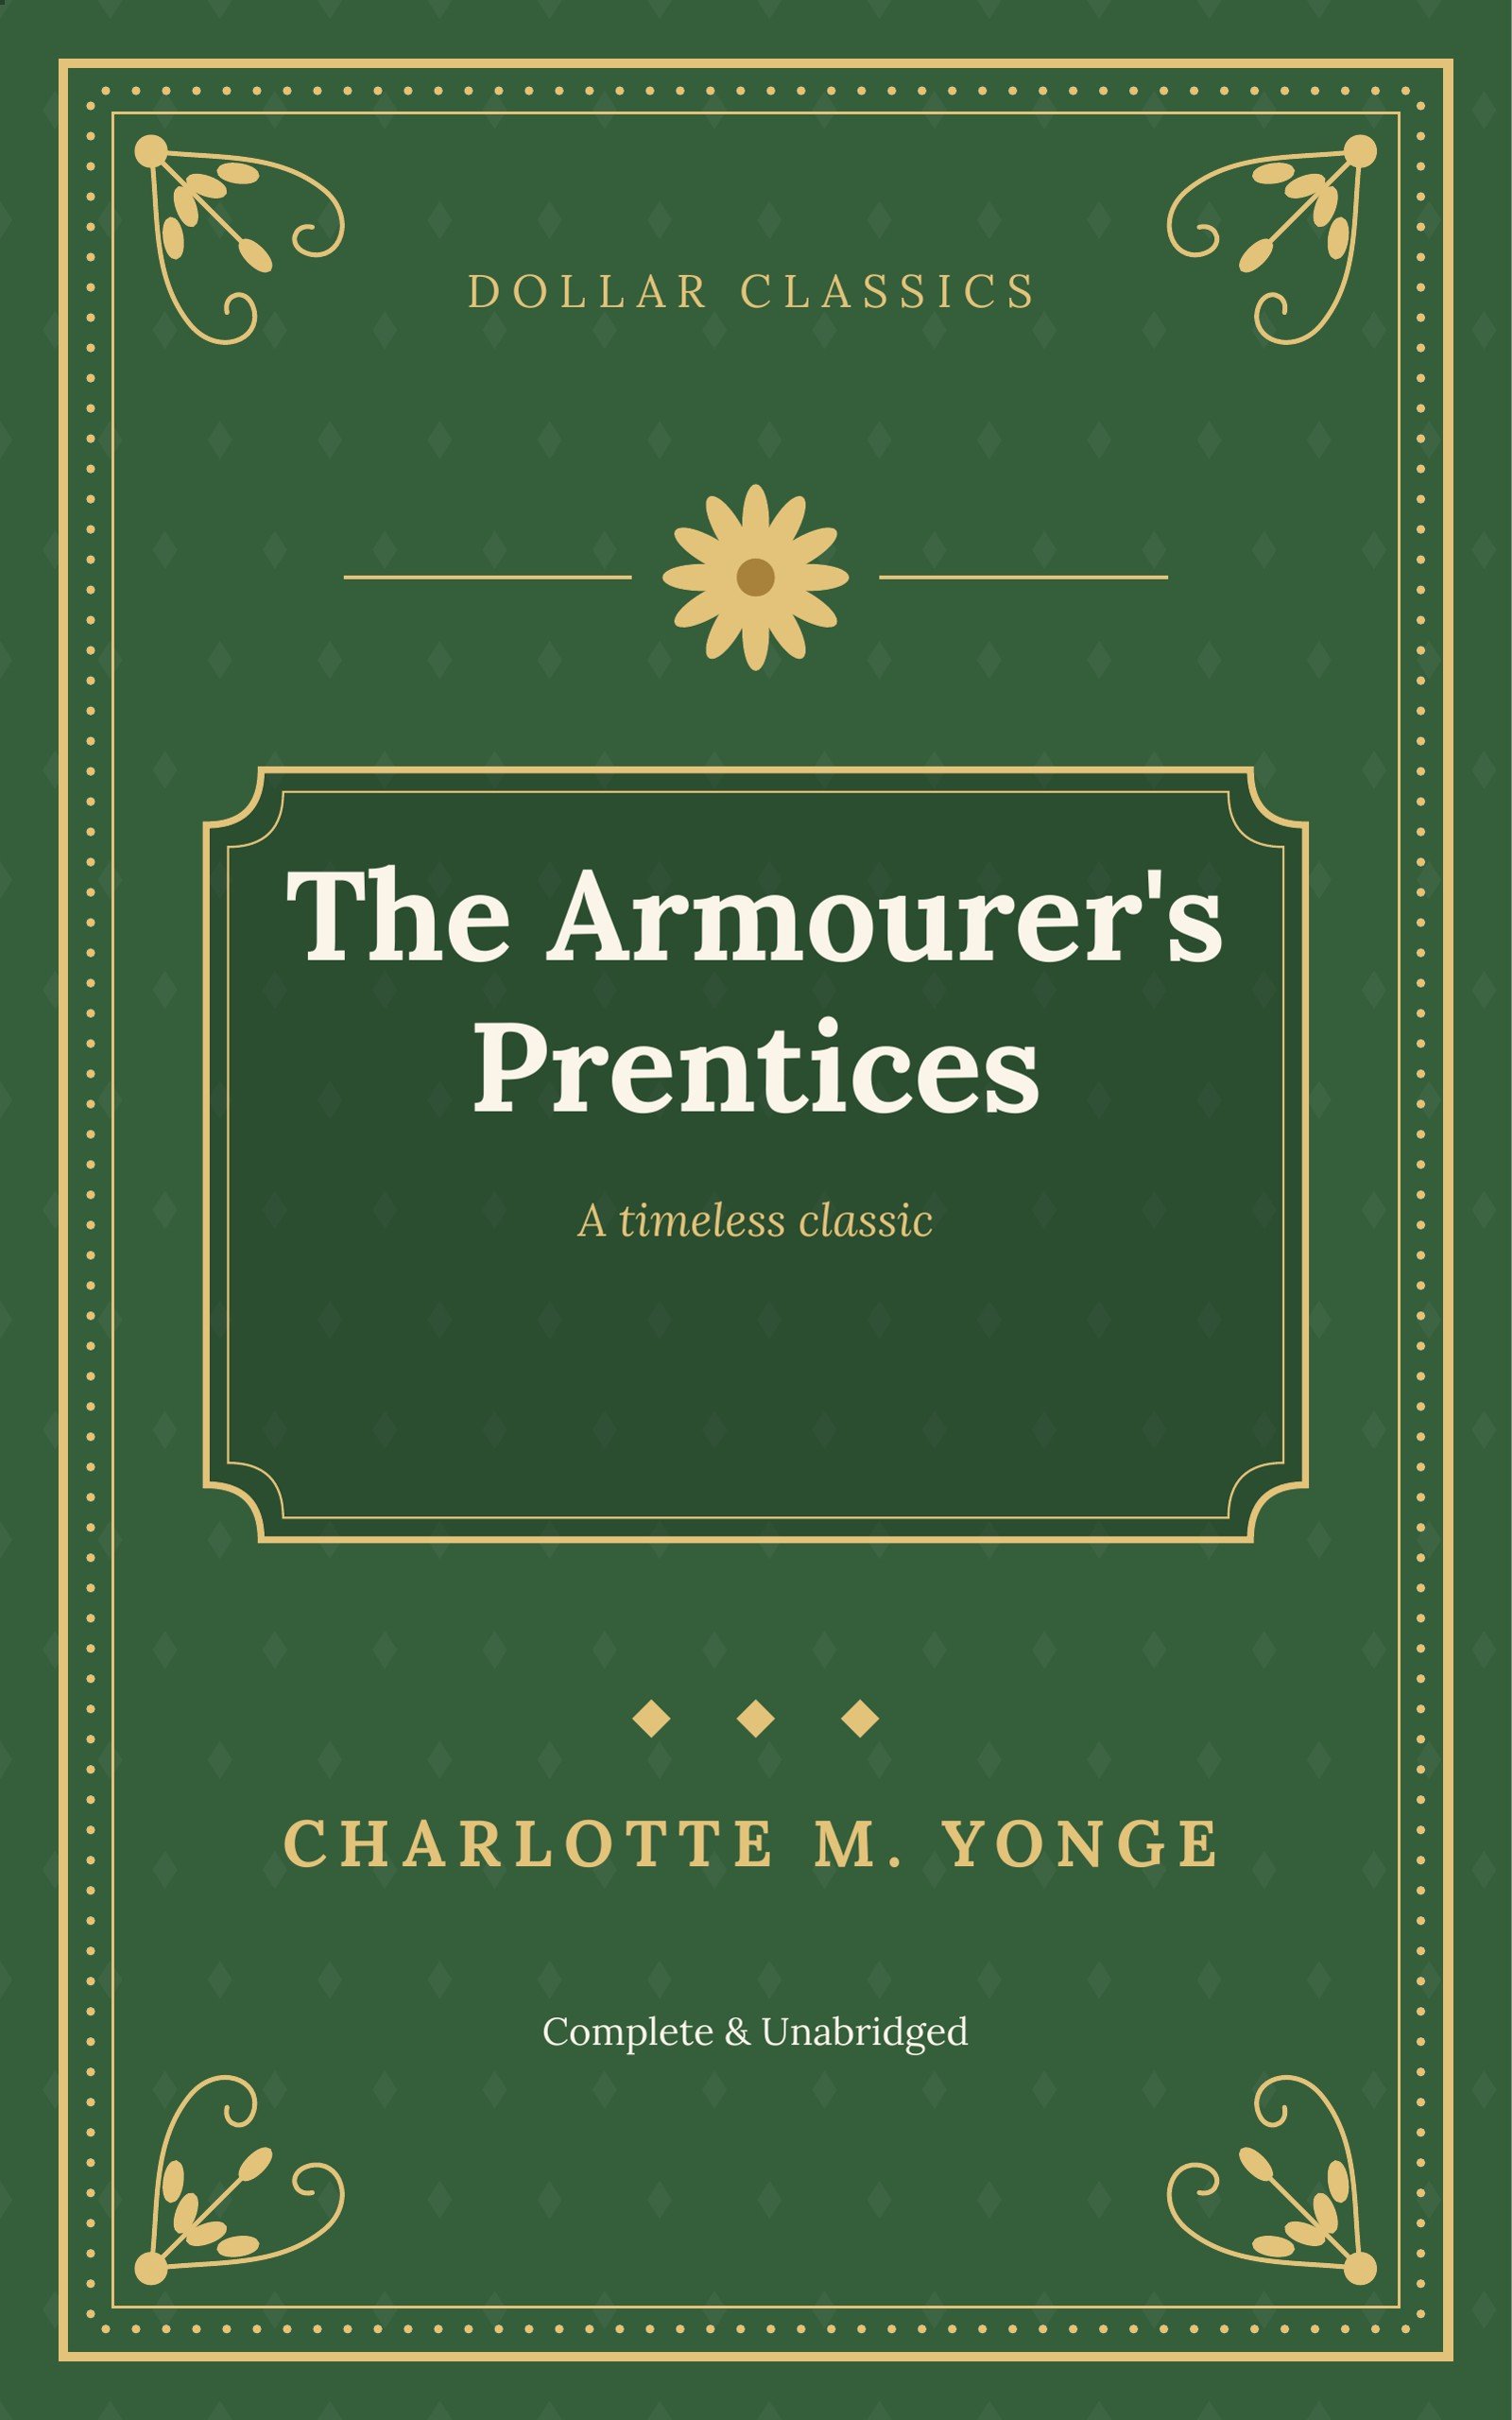 DOLLAR CLASSICS
The Armourer's
Prentices
A timeless classic
CHARLOTTE M. YONGE
Complete & Unabridged